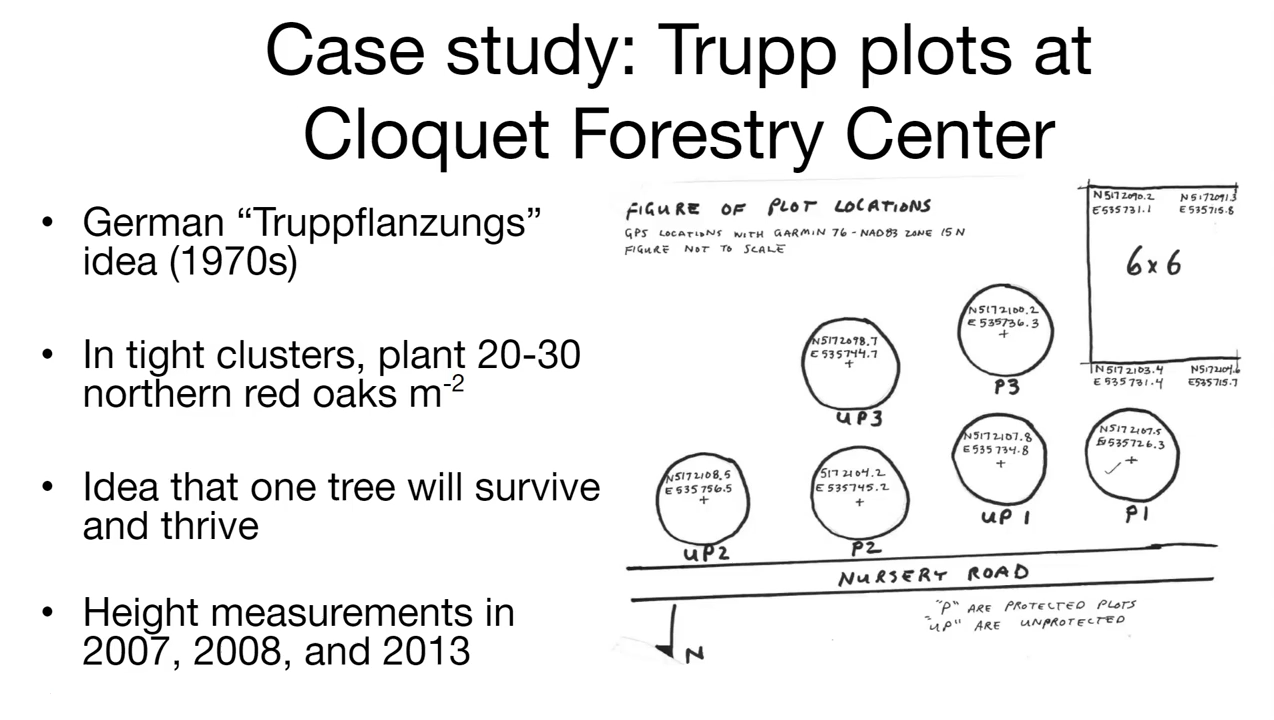 Case study: Trupp plots at
Cloquet Forestry Center
• German “Truppflanzungs”
idea (1970s)
• In tight clusters, plant 20-30
northern red oaks m-2
• Idea that one tree will survive
and thrive
• Height measurements in
2007, 2008, and 2013
FIGURE OF PLOT LOCATIONS
GPS LOCATIONS WITH GARMIN 76 - NAD83 ZONE 15N
FIGURE NOT TO SCALE
N5172090.2 N5172091.3
E535731.1 E535715.8
6x6
N5172103.4 N5172104.6
E535731.4 E535715.7
N5172100.2
E535736.3
+
P3
N5172098.7
E535744.7
+
UP3
N5172107.5
E535726.3
+
P1
N5172107.8
E535734.8
+
UP1
5172104.2
E535745.2
+
P2
N5172108.5
E535756.5
+
UP2
NURSERY ROAD
"P" ARE PROTECTED PLOTS
"UP" ARE UNPROTECTED
N